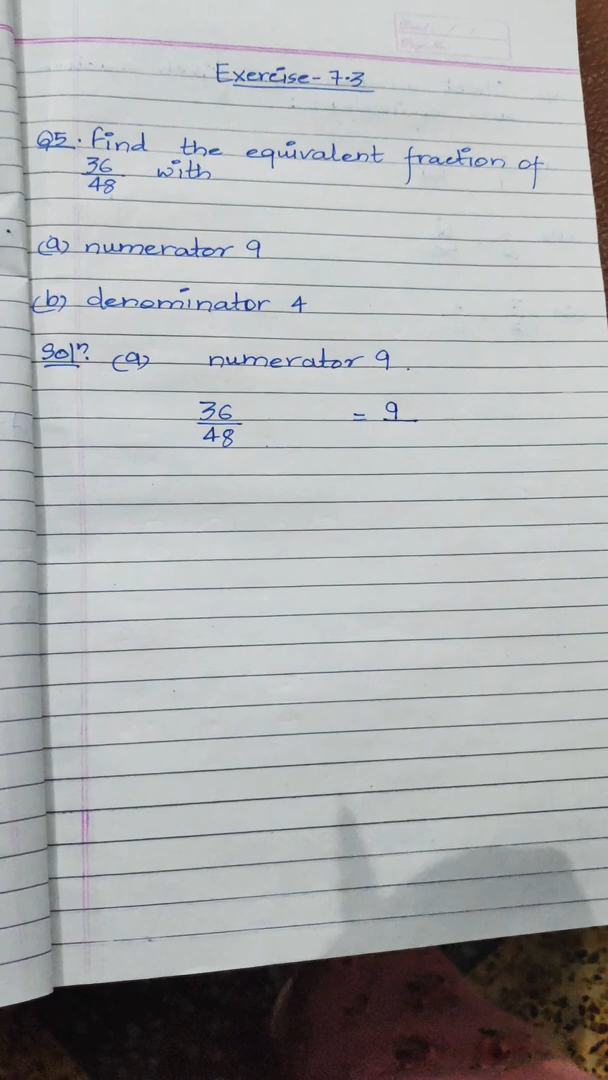 Exercise-7.3
Q5. find the equivalent fraction of
36/48 with
(a) numerator 9
(b) denominator 4
Solⁿ. (a) numerator 9.
36/48 = 9